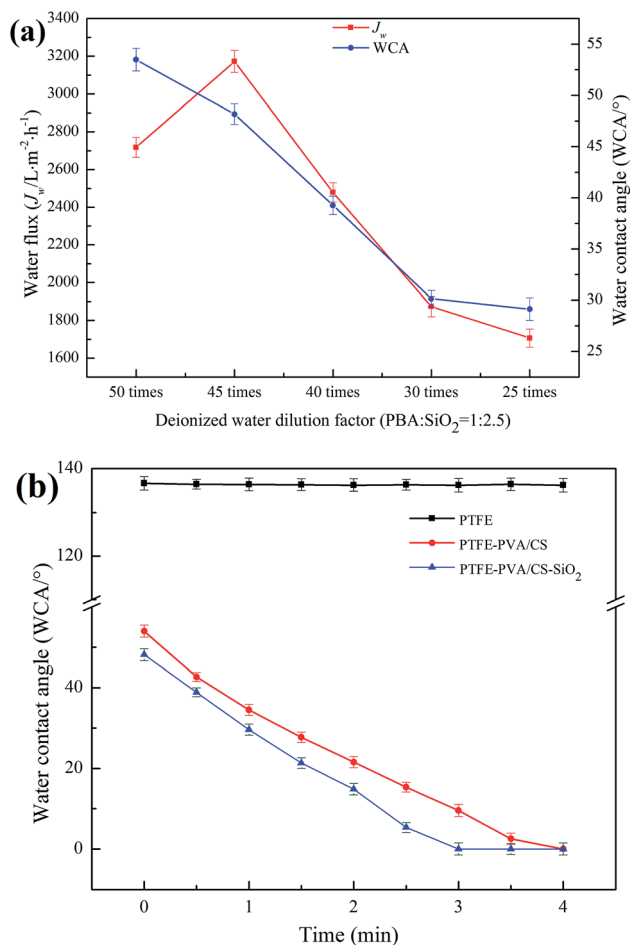 (a)
J_w
WCA
3400
3200
3000
2800
2600
2400
2200
2000
1800
1600
Water flux (J_w/L·m⁻²·h⁻¹)
55
50
45
40
35
30
25
Water contact angle (WCA/°)
50 times 45 times 40 times 30 times 25 times
Deionized water dilution factor (PBA:SiO₂=1:2.5)
(b)
140
120
40
20
0
Water contact angle (WCA/°)
PTFE
PTFE-PVA/CS
PTFE-PVA/CS-SiO₂
0 1 2 3 4
Time (min)